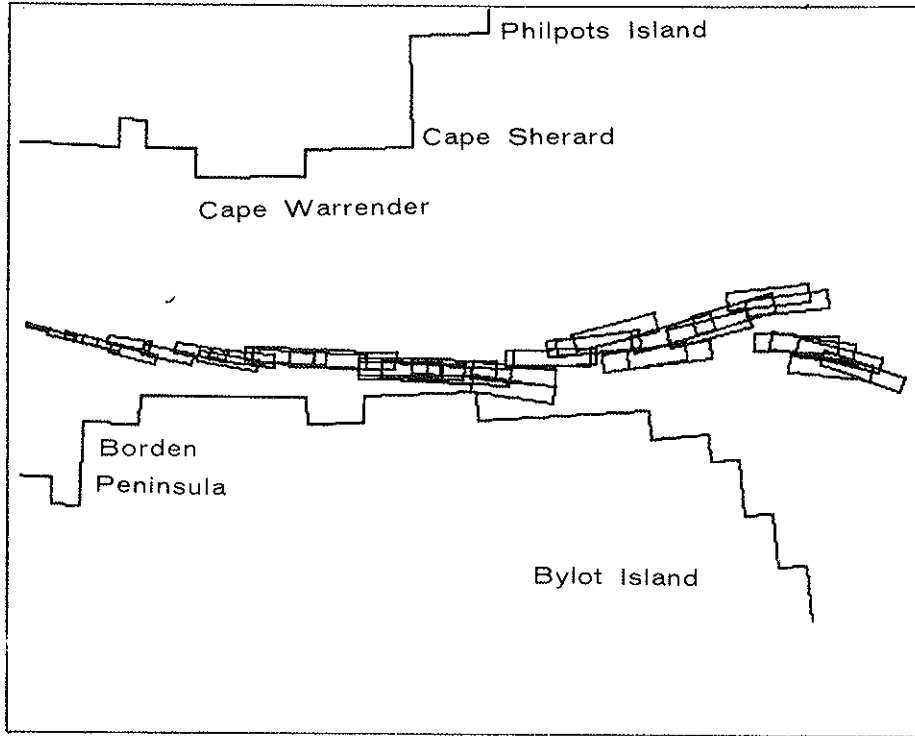 Philpots Island
Cape Sherard
Cape Warrender
Borden
Peninsula
Bylot Island